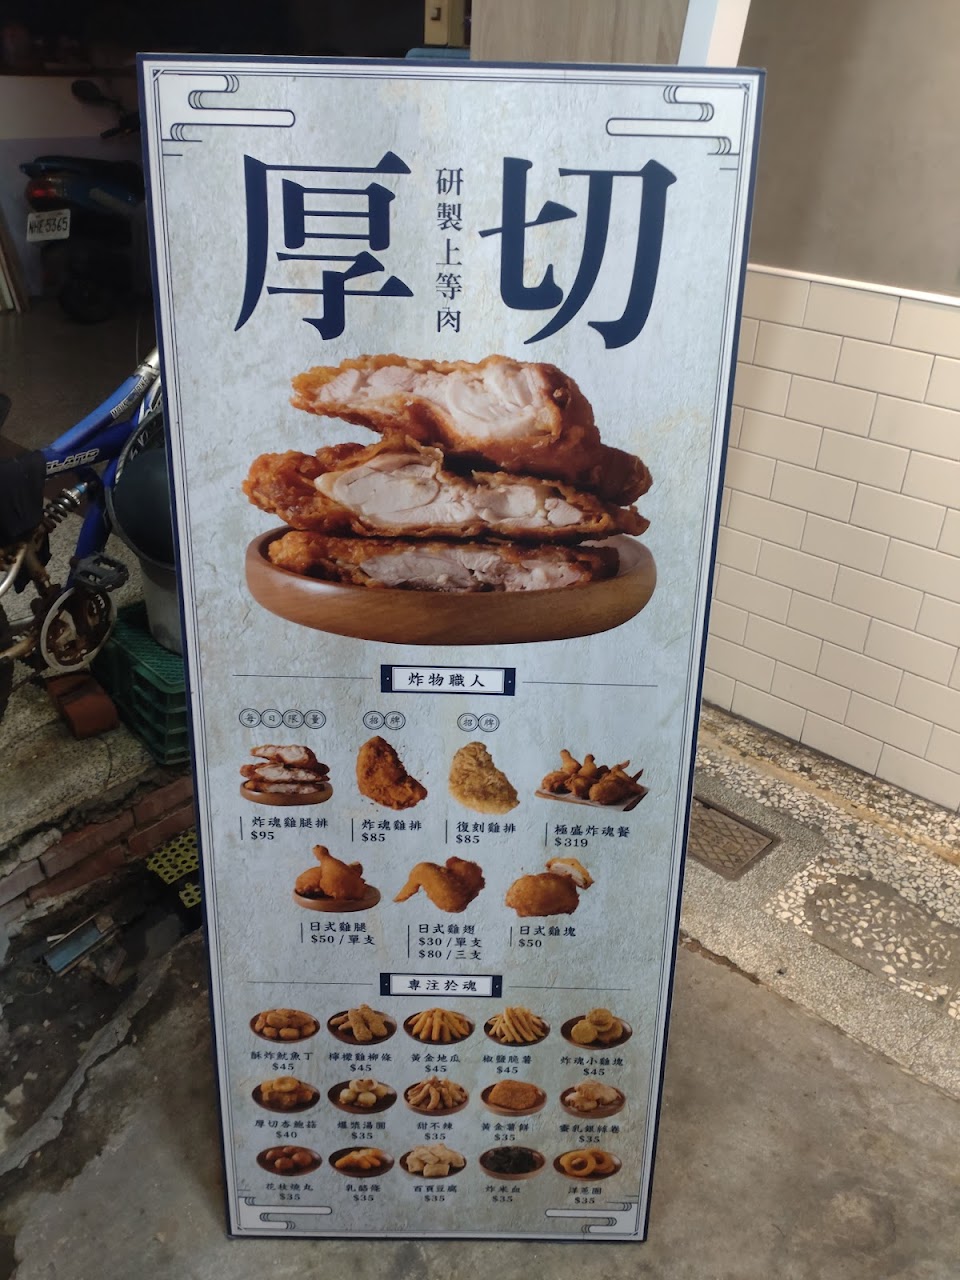 厚切
研製上等肉
炸物職人
每日限量
招牌
招牌
炸魂雞腿排
$95
炸魂雞排
$85
復刻雞排
$85
極盛炸魂餐
$319
日式雞腿
$50/單支
日式雞翅
$30/單支
$80/三支
日式雞塊
$50
專注於魂
酥炸魷魚丁
$45
檸檬雞柳條
$45
黃金地瓜
$45
椒鹽脆薯
$45
炸魂小雞塊
$45
厚切杏鮑菇
$40
爆漿湯圓
$35
甜不辣
$35
黃金薯餅
$35
蜜乳銀絲卷
$35
花枝燒丸
$35
乳酪條
$35
百頁豆腐
$35
炸米血
$35
洋蔥圈
$35
MHE-5365